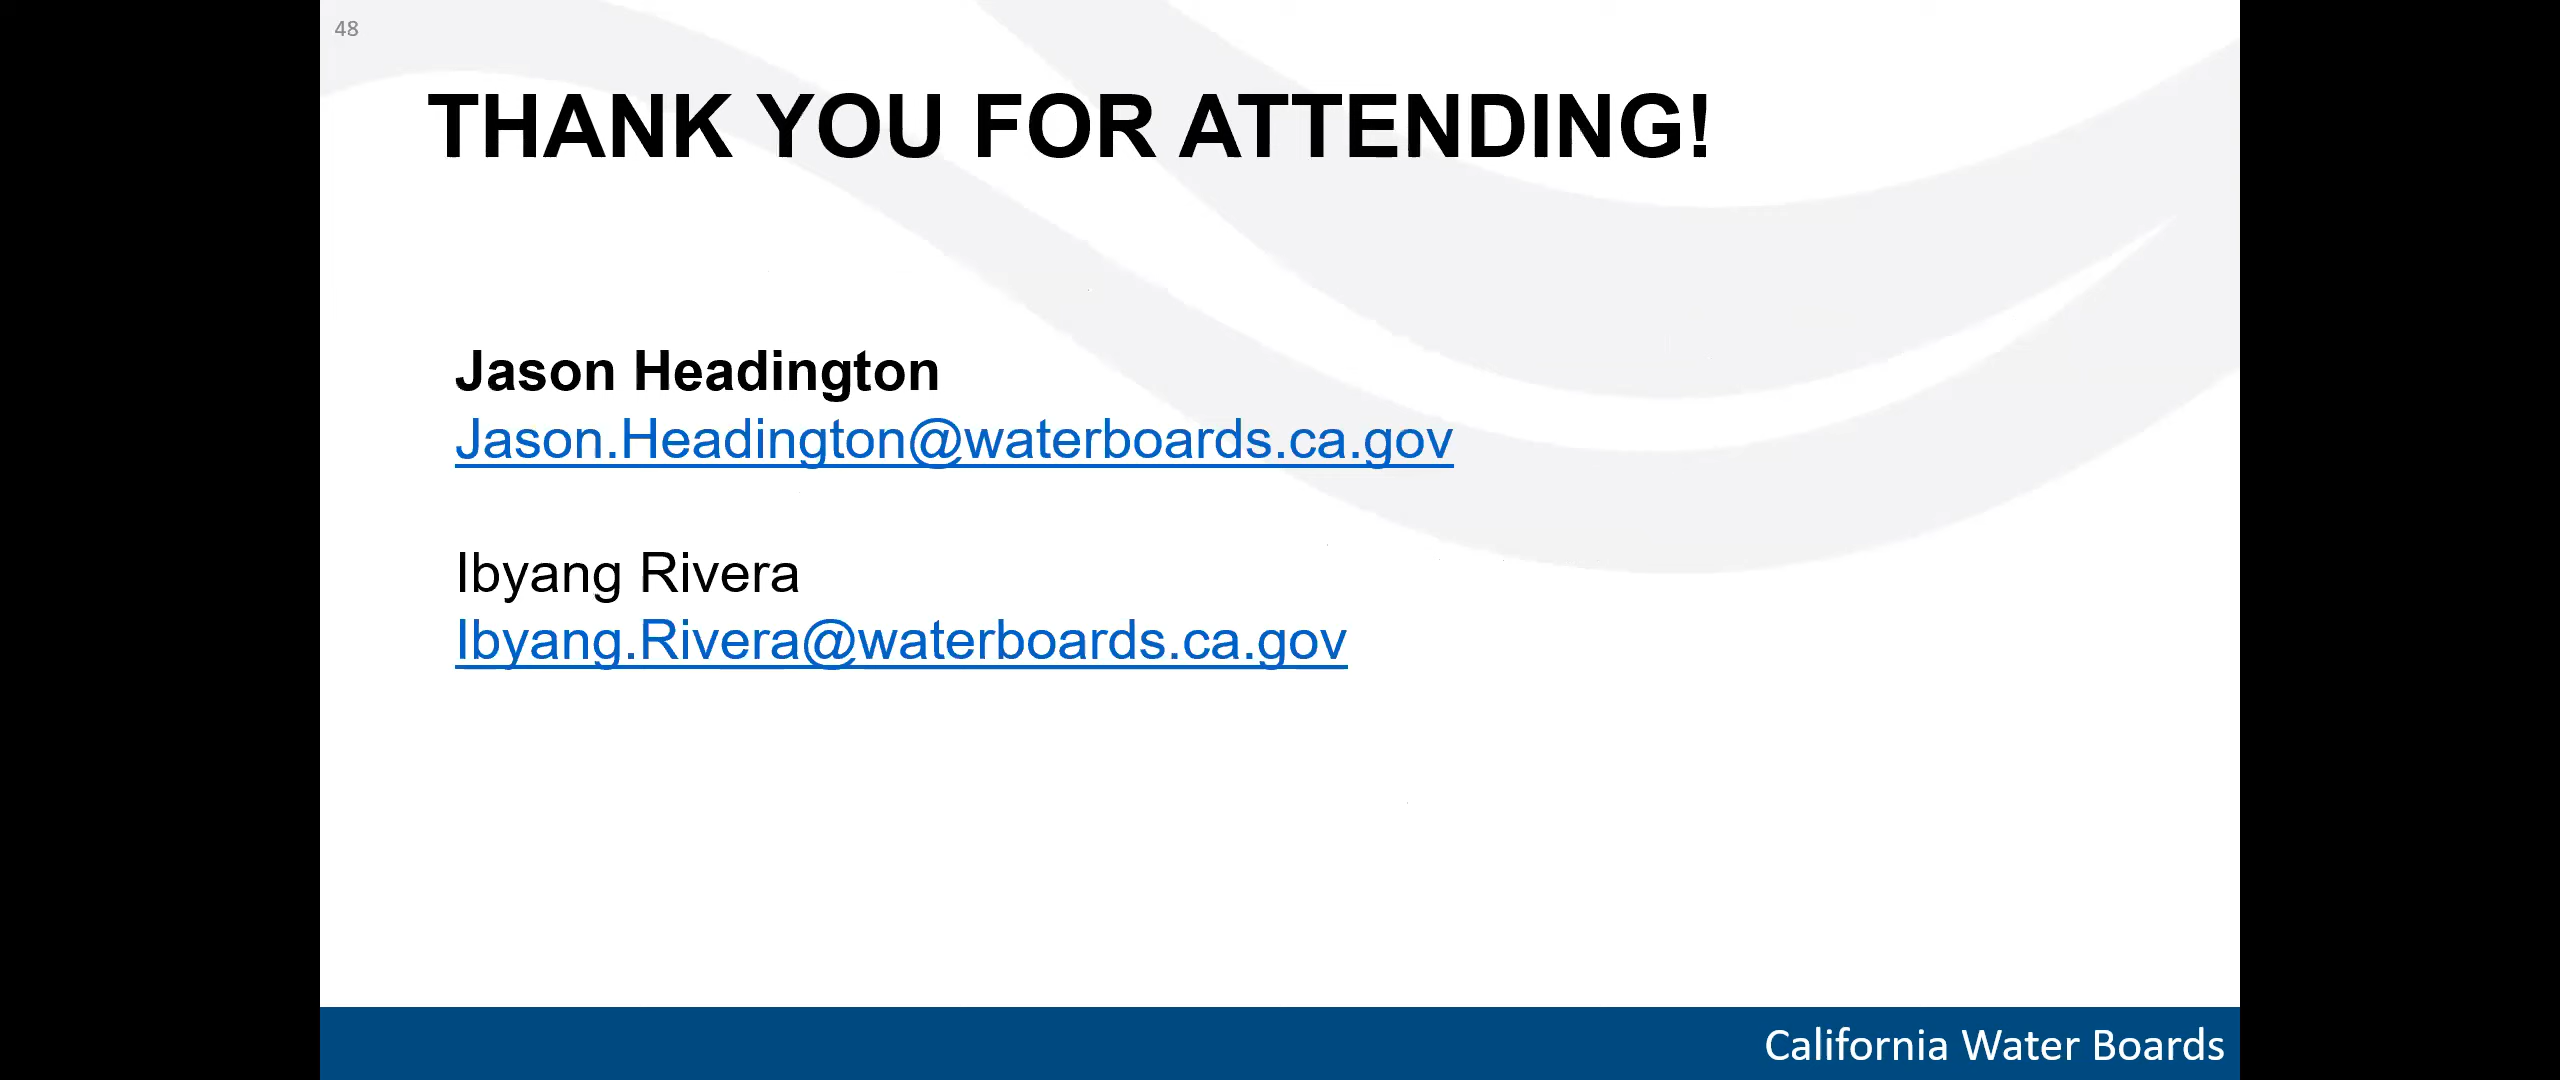 48
THANK YOU FOR ATTENDING!
Jason Headington
Jason.Headington@waterboards.ca.gov
Ibyang Rivera
Ibyang.Rivera@waterboards.ca.gov
California Water Boards